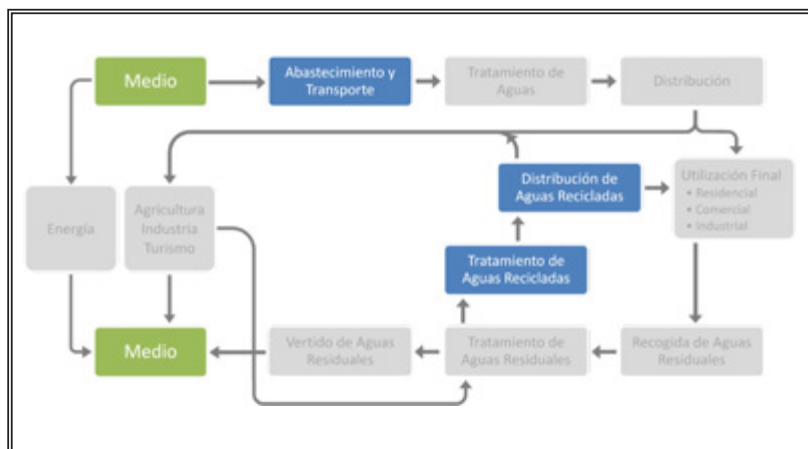 Medio
Abastecimiento y
Transporte
Tratamiento de
Aguas
Distribución
Distribución de
Aguas Recicladas
Utilización Final
• Residencial
• Comercial
• Industrial
Energía
Agricultura
Industria
Turismo
Tratamiento de
Aguas Recicladas
Medio
Vertido de Aguas
Residuales
Tratamiento de
Aguas Residuales
Recogida de Aguas
Residuales